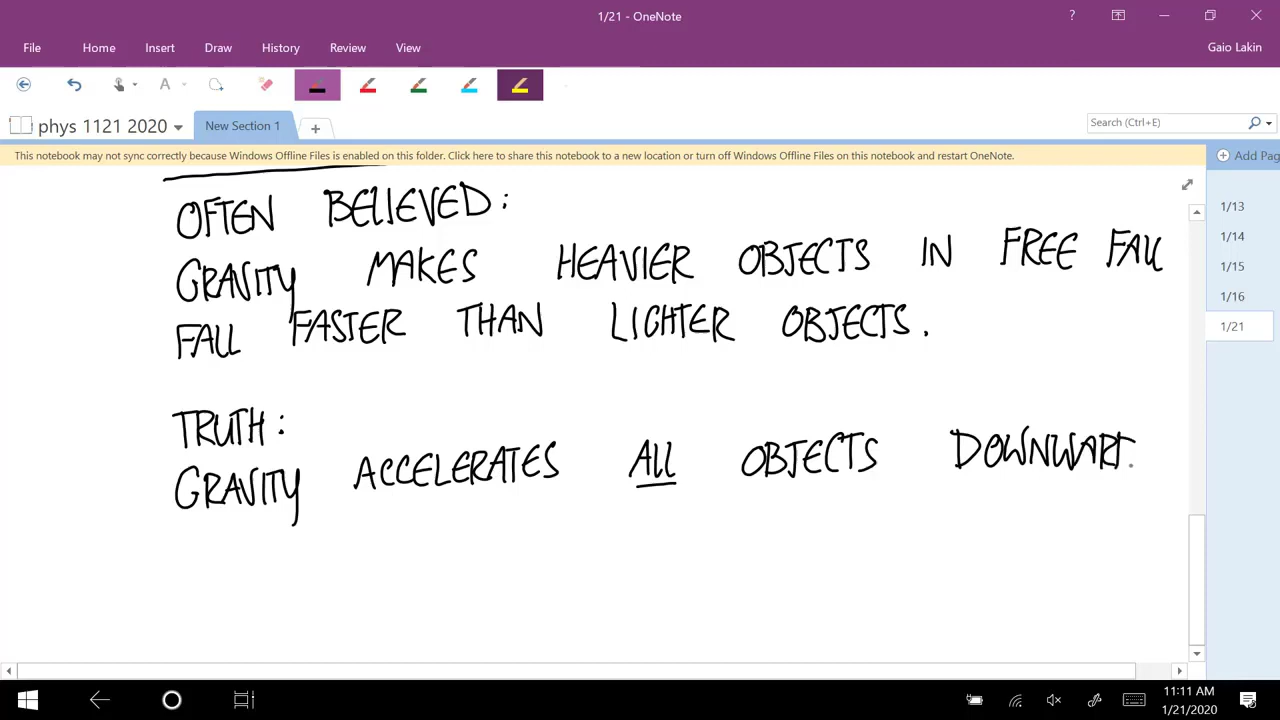 1/21 - OneNote
?
File Home Insert Draw History Review View
Gaio Lakin
A
phys 1121 2020
New Section 1
+
Search (Ctrl+E)
This notebook may not sync correctly because Windows Offline Files is enabled on this folder. Click here to share this notebook to a new location or turn off Windows Offline Files on this notebook and restart OneNote.
Add Pag
1/13
1/14
1/15
1/16
1/21
OFTEN BELIEVED:
GRAVITY MAKES HEAVIER OBJECTS IN FREE FALL
FALL FASTER THAN LIGHTER OBJECTS.
TRUTH:
GRAVITY ACCELERATES ALL OBJECTS DOWNWAR
11:11 AM
1/21/2020